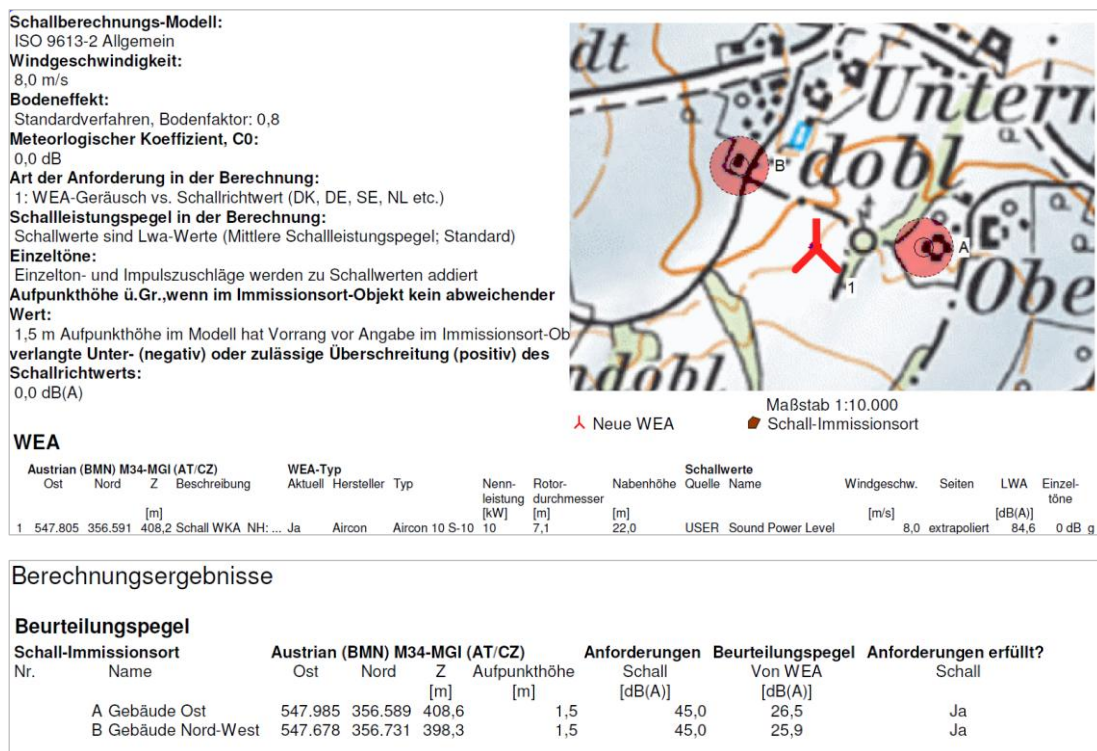 Schallberechnungs-Modell:
ISO 9613-2 Allgemein
Windgeschwindigkeit:
8,0 m/s
Bodeneffekt:
Standardverfahren, Bodenfaktor: 0,8
Meteorlogischer Koeffizient, C0:
0,0 dB
Art der Anforderung in der Berechnung:
1: WEA-Geräusch vs. Schallrichtwert (DK, DE, SE, NL etc.)
Schallleistungspegel in der Berechnung:
Schallwerte sind Lwa-Werte (Mittlere Schallleistungspegel; Standard)
Einzeltöne:
Einzelton- und Impulszuschläge werden zu Schallwerten addiert
Aufpunkthöhe ü.Gr.,wenn im Immissionsort-Objekt kein abweichender
Wert:
1,5 m Aufpunkthöhe im Modell hat Vorrang vor Angabe im Immissionsort-Ob
verlangte Unter- (negativ) oder zulässige Überschreitung (positiv) des
Schallrichtwerts:
0,0 dB(A)
dt
Untern
B
dobl
A
1
Obe
ndobl
Maßstab 1:10.000
Neue WEA Schall-Immissionsort
WEA
Austrian (BMN) M34-MGI (AT/CZ) WEA-Typ Schallwerte
Ost Nord Z Beschreibung Aktuell Hersteller Typ Nenn- Rotor- Nabenhöhe Quelle Name Windgeschw. Seiten LWA Einzel-
leistung durchmesser töne
[m] [kW] [m] [m] [m/s] [dB(A)]
1 547.805 356.591 408,2 Schall WKA NH: ... Ja Aircon Aircon 10 S-10 10 7,1 22,0 USER Sound Power Level 8,0 extrapoliert 84,6 0 dB g
Berechnungsergebnisse
Beurteilungspegel
Schall-Immissionsort Austrian (BMN) M34-MGI (AT/CZ) Anforderungen Beurteilungspegel Anforderungen erfüllt?
Nr. Name Ost Nord Z Aufpunkthöhe Schall Von WEA Schall
[m] [m] [dB(A)] [dB(A)]
A Gebäude Ost 547.985 356.589 408,6 1,5 45,0 26,5 Ja
B Gebäude Nord-West 547.678 356.731 398,3 1,5 45,0 25,9 Ja